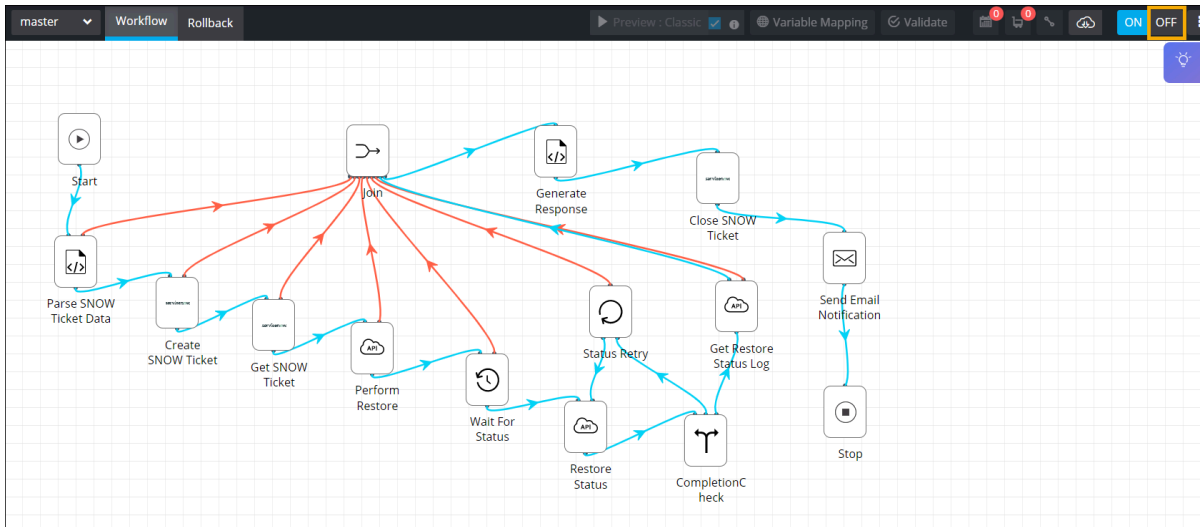 master
Workflow
Rollback
Preview : Classic
Variable Mapping
Validate
0
0
ON
OFF
Start
Join
Generate
Response
Close SNOW
Ticket
Parse SNOW
Ticket Data
Create
SNOW Ticket
Get SNOW
Ticket
API
Perform
Restore
Wait For
Status
Status Retry
API
Get Restore
Status Log
Send Email
Notification
API
Restore
Status
CompletionC
heck
Stop